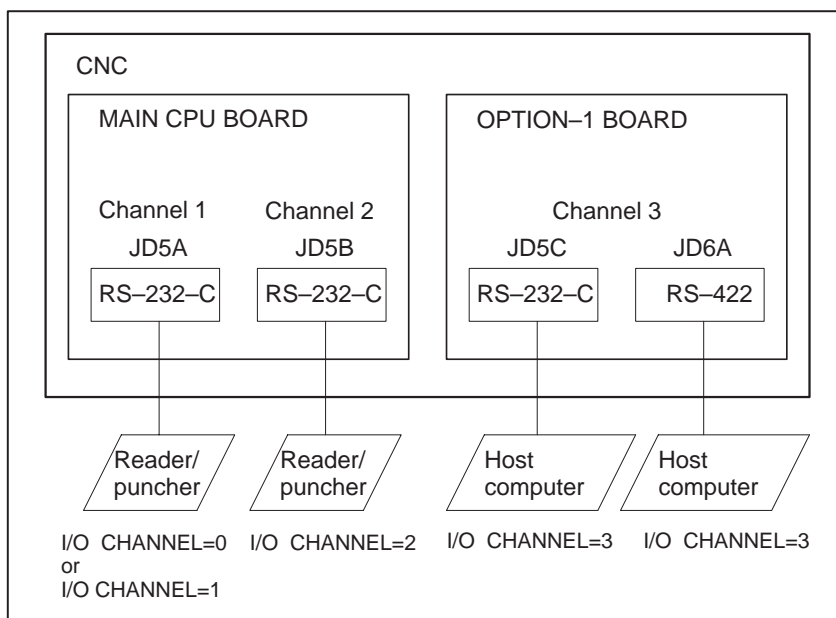 CNC
MAIN CPU BOARD
OPTION–1 BOARD
Channel 1
Channel 2
Channel 3
JD5A
JD5B
JD5C
JD6A
RS–232–C
RS–232–C
RS–232–C
RS–422
Reader/
puncher
Reader/
puncher
Host
computer
Host
computer
I/O CHANNEL=0
or
I/O CHANNEL=1
I/O CHANNEL=2
I/O CHANNEL=3
I/O CHANNEL=3